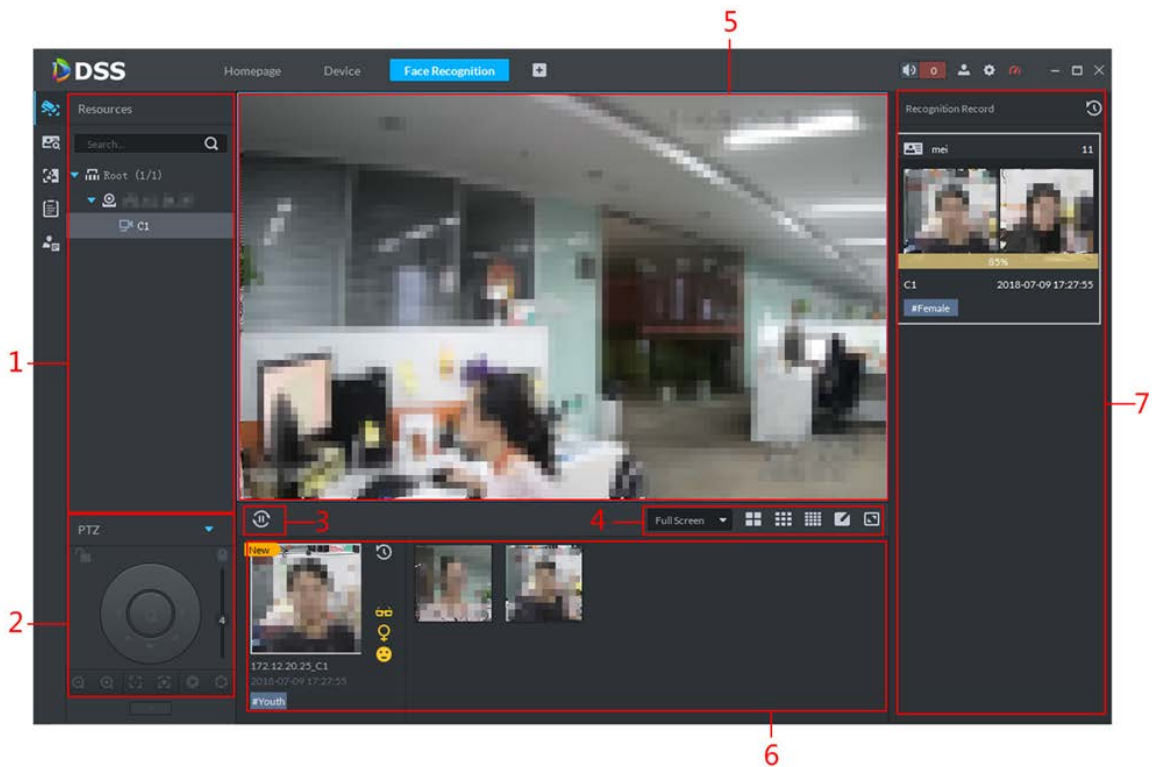 5
DSS
Homepage
Device
Face Recognition
0
Resources
Recognition Record
Search...
mei
11
Root (1/1)
C1
85%
C1
2018-07-09 17:27:55
#Female
1
7
3
4
Full Screen
PTZ
New
2
4
172.12.20.25_C1
2018-07-09 17:27:55
#Youth
6